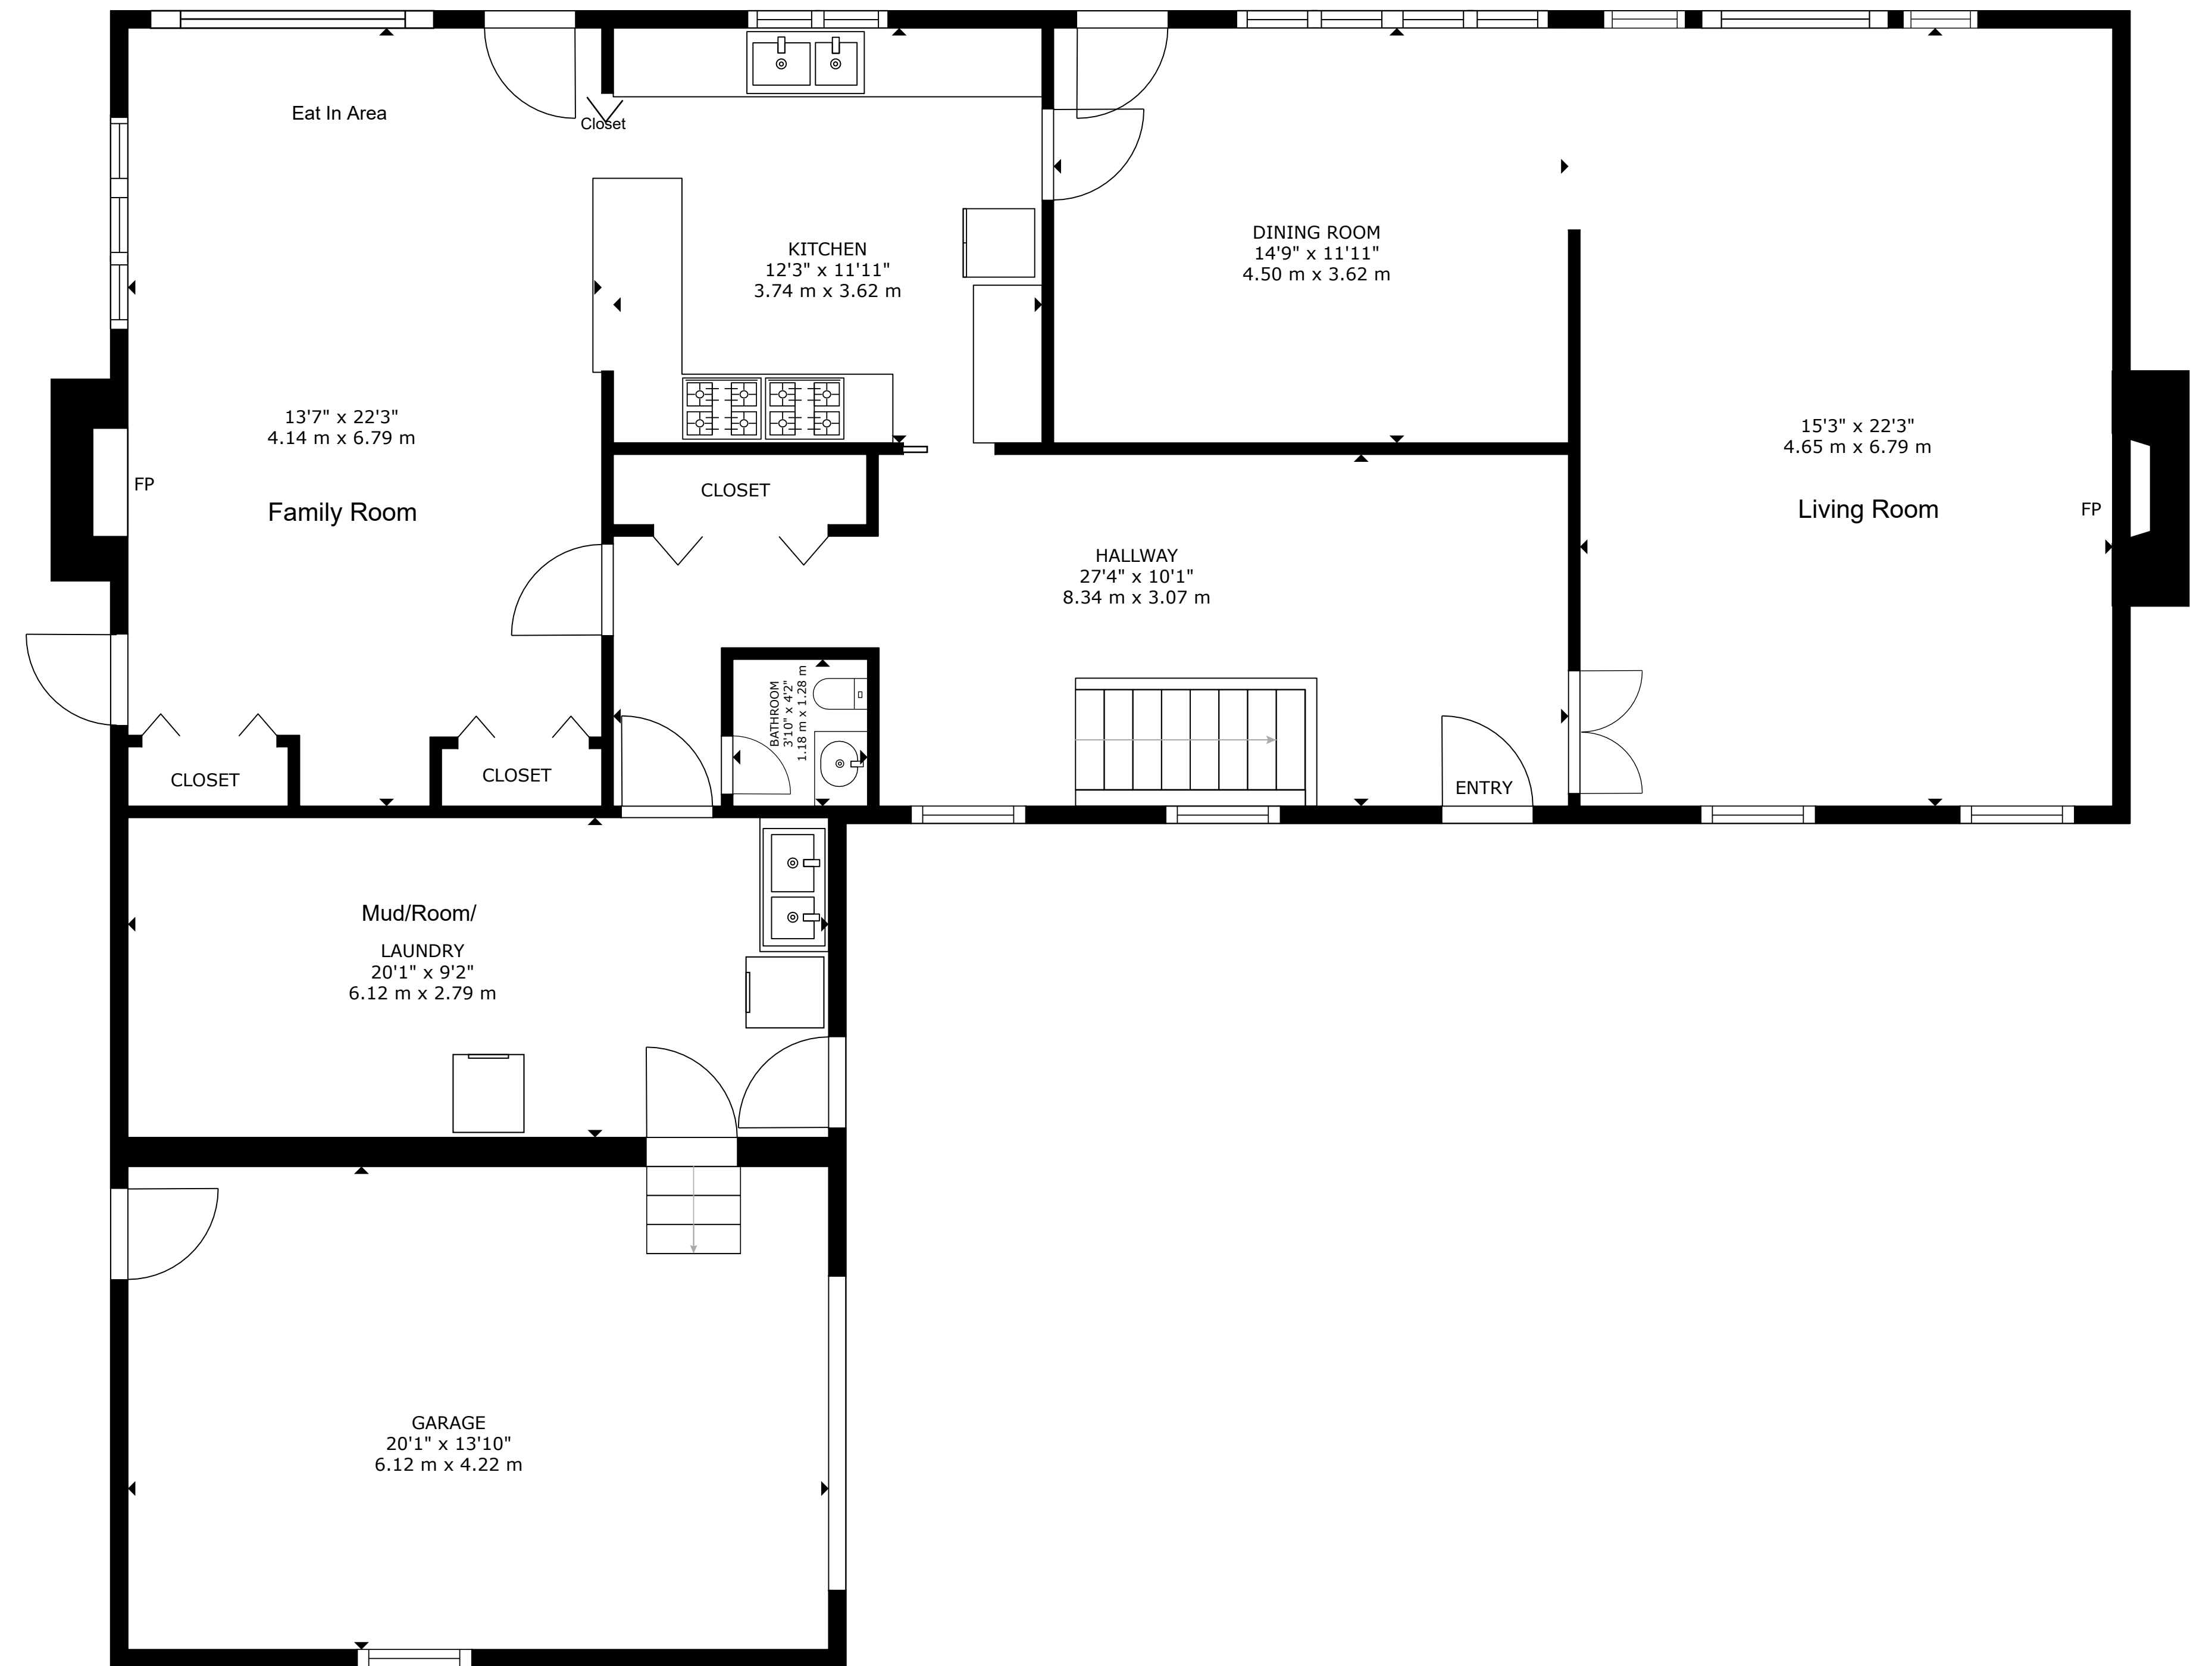 Eat In Area
Closet
KITCHEN
12'3" x 11'11"
3.74 m x 3.62 m
DINING ROOM
14'9" x 11'11"
4.50 m x 3.62 m
13'7" x 22'3"
4.14 m x 6.79 m
FP
Family Room
15'3" x 22'3"
4.65 m x 6.79 m
Living Room
FP
CLOSET
HALLWAY
27'4" x 10'1"
8.34 m x 3.07 m
BATHROOM
3'10" x 4'2"
1.18 m x 1.28 m
CLOSET
CLOSET
ENTRY
Mud/Room/
LAUNDRY
20'1" x 9'2"
6.12 m x 2.79 m
GARAGE
20'1" x 13'10"
6.12 m x 4.22 m